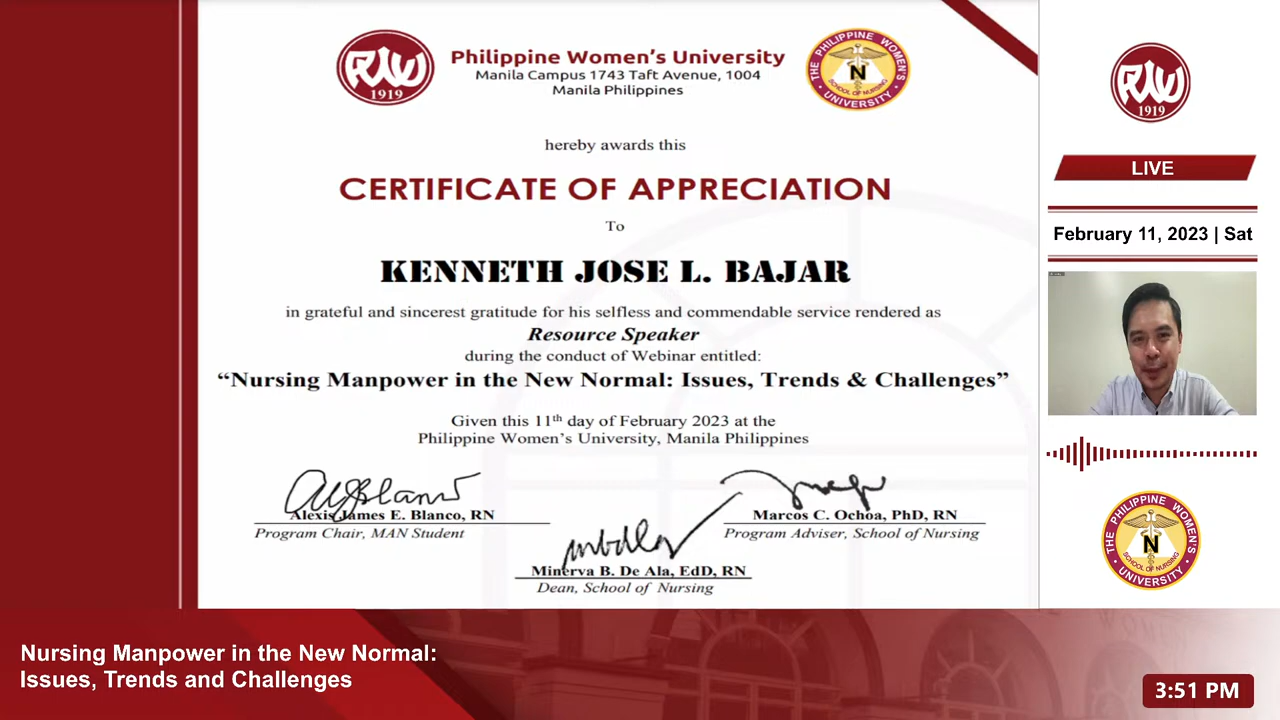 PWU
1919
Philippine Women's University
Manila Campus 1743 Taft Avenue, 1004
Manila Philippines
THE PHILIPPINE WOMEN'S UNIVERSITY
N
SCHOOL OF NURSING
hereby awards this
CERTIFICATE OF APPRECIATION
To
KENNETH JOSE L. BAJAR
in grateful and sincerest gratitude for his selfless and commendable service rendered as
Resource Speaker
during the conduct of Webinar entitled:
“Nursing Manpower in the New Normal: Issues, Trends & Challenges”
Given this 11th day of February 2023 at the
Philippine Women’s University, Manila Philippines
Alexis James E. Blanco, RN
Program Chair, MAN Student
Marcos C. Ochoa, PhD, RN
Program Adviser, School of Nursing
Minerva B. De Ala, EdD, RN
Dean, School of Nursing
PWU
1919
LIVE
February 11, 2023 | Sat
THE PHILIPPINE WOMEN'S UNIVERSITY
N
SCHOOL OF NURSING
Nursing Manpower in the New Normal:
Issues, Trends and Challenges
3:51 PM